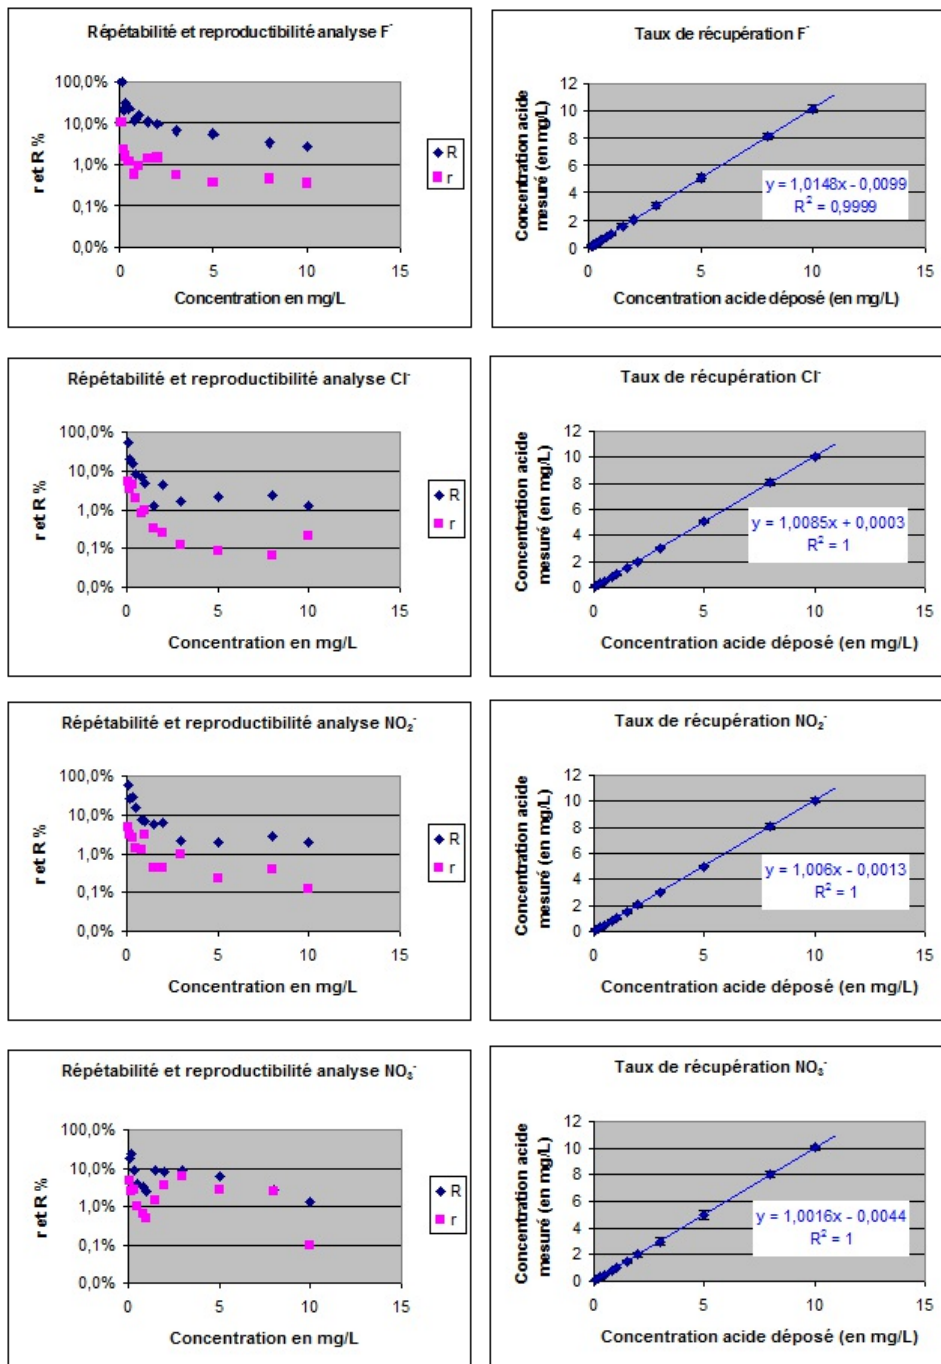 Répétabilité et reproductibilité analyse F⁻
r et R %
100,0%
10,0%
1,0%
0,1%
0,0%
0 5 10 15
Concentration en mg/L
R
r
Taux de récupération F⁻
Concentration acide
mesuré (en mg/L)
12
10
8
6
4
2
0
y = 1,0148x - 0,0099
R² = 0,9999
0 5 10 15
Concentration acide déposé (en mg/L)
Répétabilité et reproductibilité analyse Cl⁻
r et R %
100,0%
10,0%
1,0%
0,1%
0,0%
0 5 10 15
Concentration en mg/L
R
r
Taux de récupération Cl⁻
Concentration acide
mesuré (en mg/L)
12
10
8
6
4
2
0
y = 1,0085x + 0,0003
R² = 1
0 5 10 15
Concentration acide déposé (en mg/L)
Répétabilité et reproductibilité analyse NO₂⁻
r et R %
100,0%
10,0%
1,0%
0,1%
0,0%
0 5 10 15
Concentration en mg/L
R
r
Taux de récupération NO₂⁻
Concentration acide
mesuré (en mg/L)
12
10
8
6
4
2
0
y = 1,006x - 0,0013
R² = 1
0 5 10 15
Concentration acide déposé (en mg/L)
Répétabilité et reproductibilité analyse NO₃⁻
r et R %
100,0%
10,0%
1,0%
0,1%
0,0%
0 5 10 15
Concentration en mg/L
R
r
Taux de récupération NO₃⁻
Concentration acide
mesuré (en mg/L)
12
10
8
6
4
2
0
y = 1,0016x - 0,0044
R² = 1
0 5 10 15
Concentration acide déposé (en mg/L)